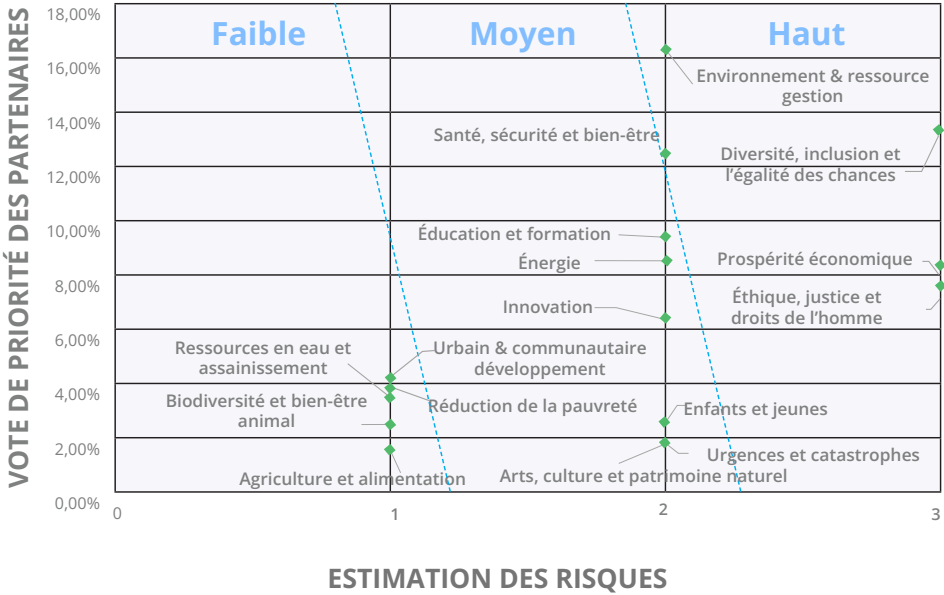 VOTE DE PRIORITÉ DES PARTENAIRES
18,00%
16,00%
14,00%
12,00%
10,00%
8,00%
6,00%
4,00%
2,00%
0,00%
Faible
Moyen
Haut
Environnement & ressource
gestion
Santé, sécurité et bien-être
Diversité, inclusion et
l’égalité des chances
Éducation et formation
Énergie
Prospérité économique
Innovation
Éthique, justice et
droits de l’homme
Ressources en eau et
assainissement
Urbain & communautaire
développement
Biodiversité et bien-être
animal
Réduction de la pauvreté
Enfants et jeunes
Urgences et catastrophes
Agriculture et alimentation
Arts, culture et patrimoine naturel
0
1
2
3
ESTIMATION DES RISQUES